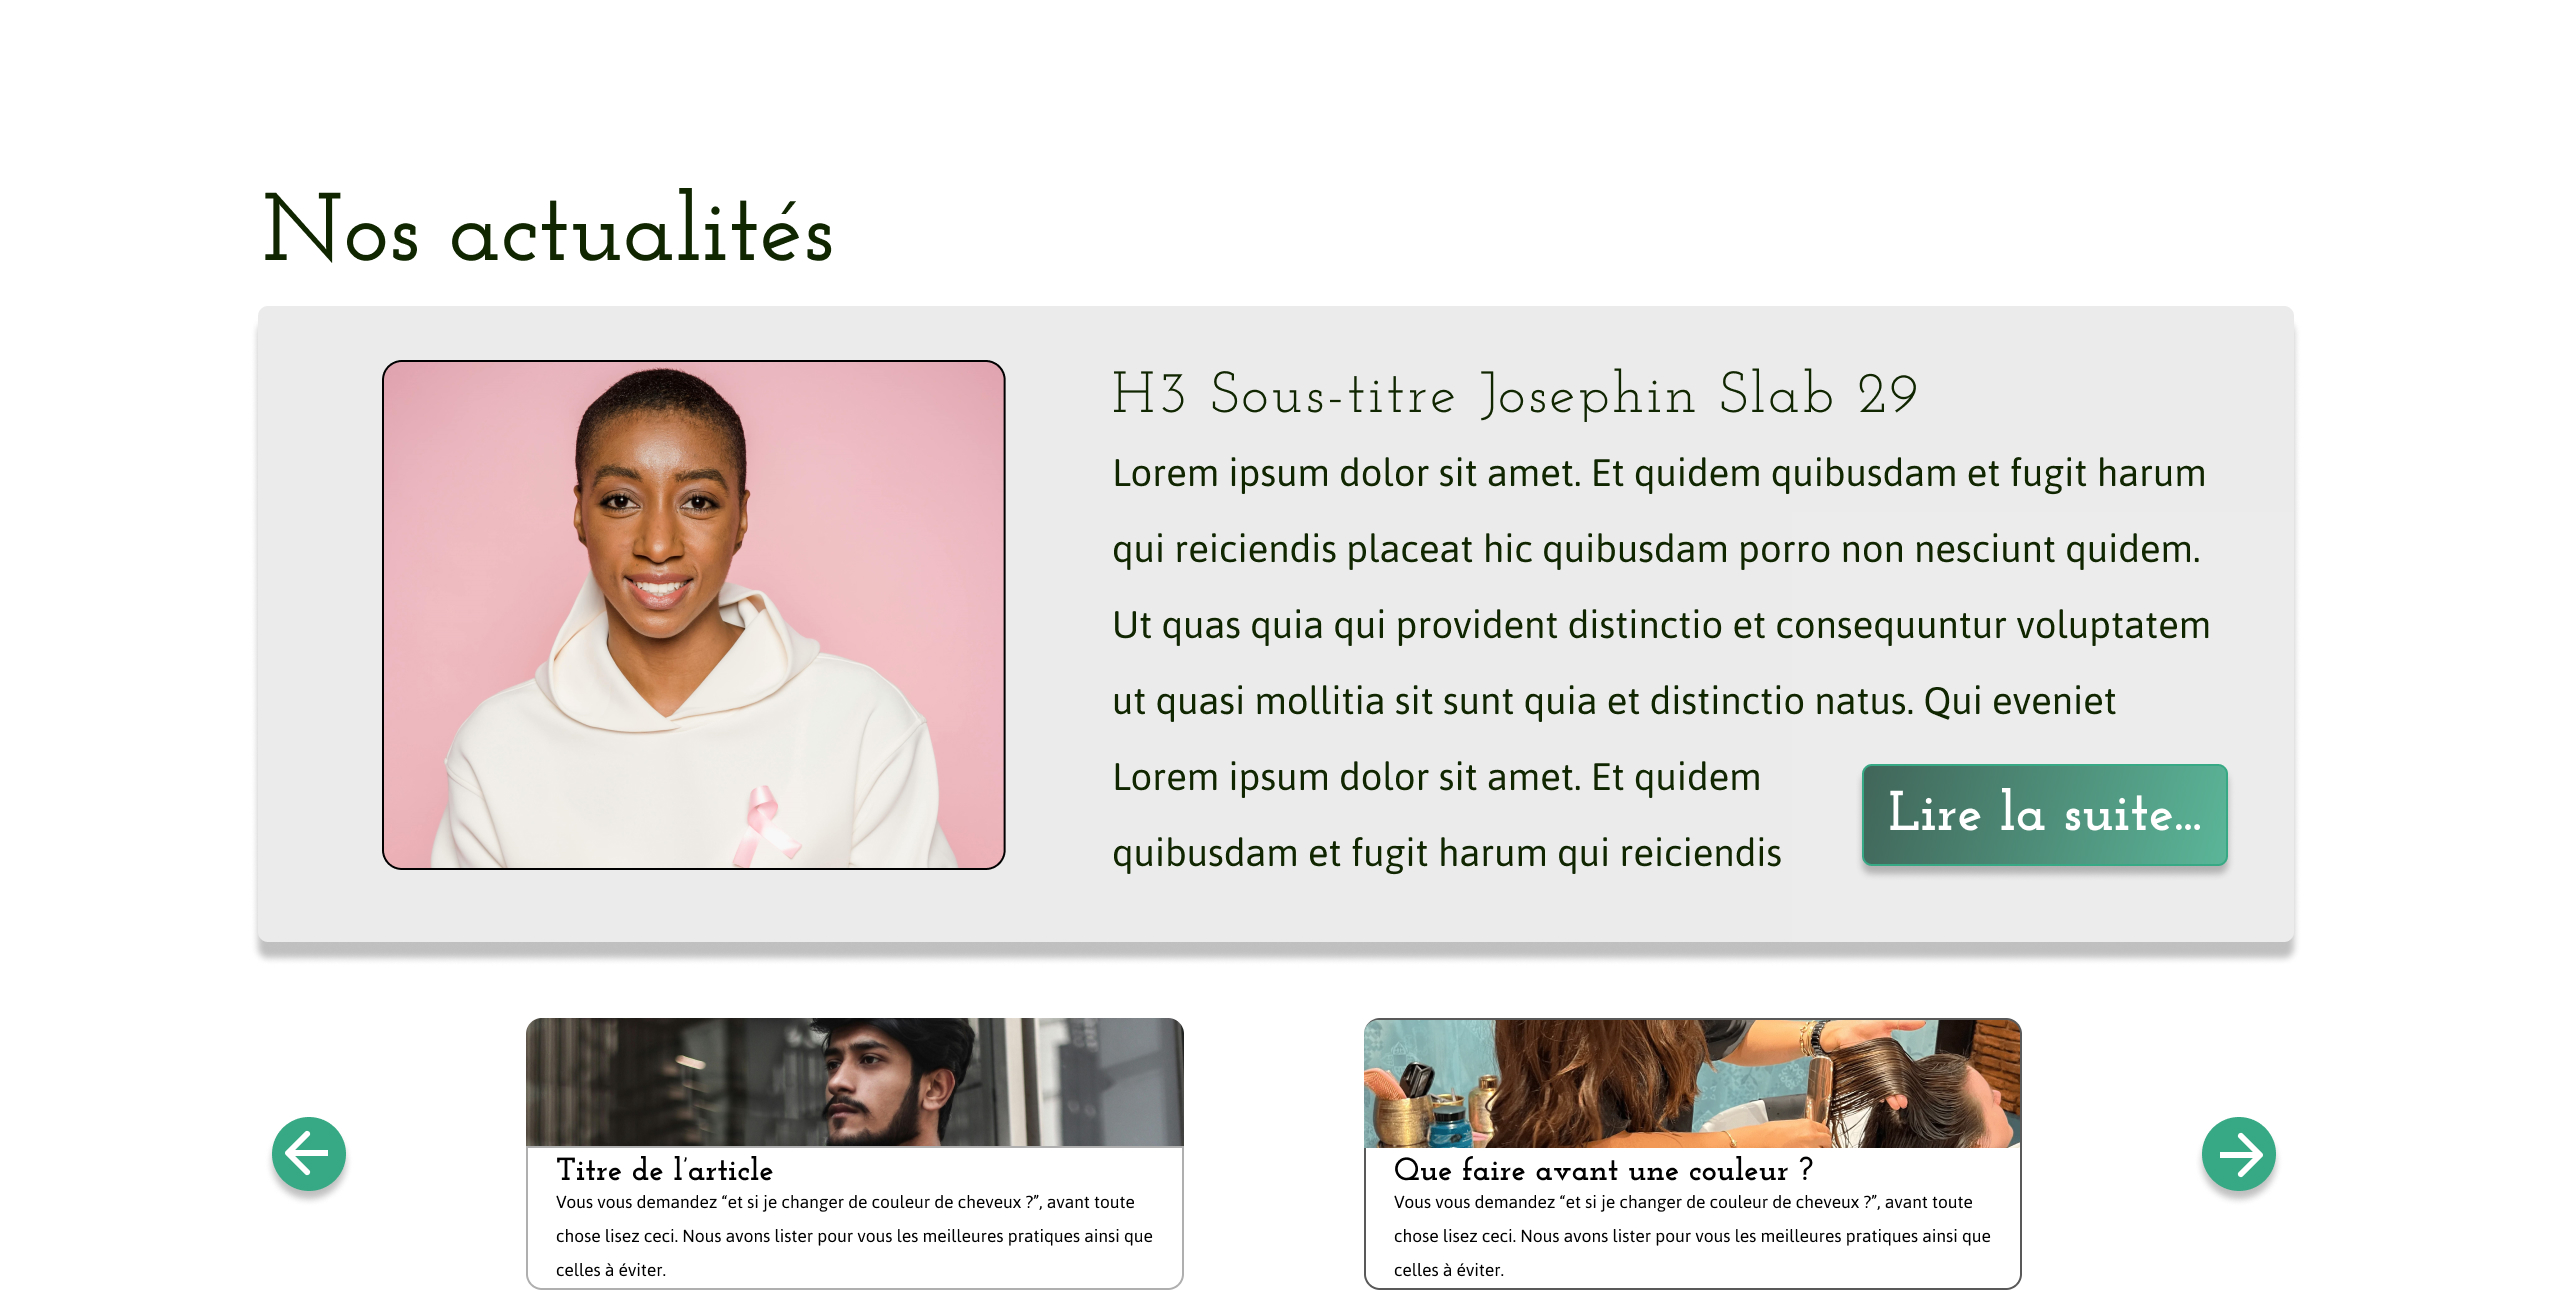 Nos actualités
H3 Sous-titre Josephin Slab 29
Lorem ipsum dolor sit amet. Et quidem quibusdam et fugit harum
qui reiciendis placeat hic quibusdam porro non nesciunt quidem.
Ut quas quia qui provident distinctio et consequuntur voluptatem
ut quasi mollitia sit sunt quia et distinctio natus. Qui eveniet
Lorem ipsum dolor sit amet. Et quidem
quibusdam et fugit harum qui reiciendis
Lire la suite...
Titre de l'article
Vous vous demandez “et si je changer de couleur de cheveux ?”, avant toute
chose lisez ceci. Nous avons lister pour vous les meilleures pratiques ainsi que
celles à éviter.
Que faire avant une couleur ?
Vous vous demandez “et si je changer de couleur de cheveux ?”, avant toute
chose lisez ceci. Nous avons lister pour vous les meilleures pratiques ainsi que
celles à éviter.